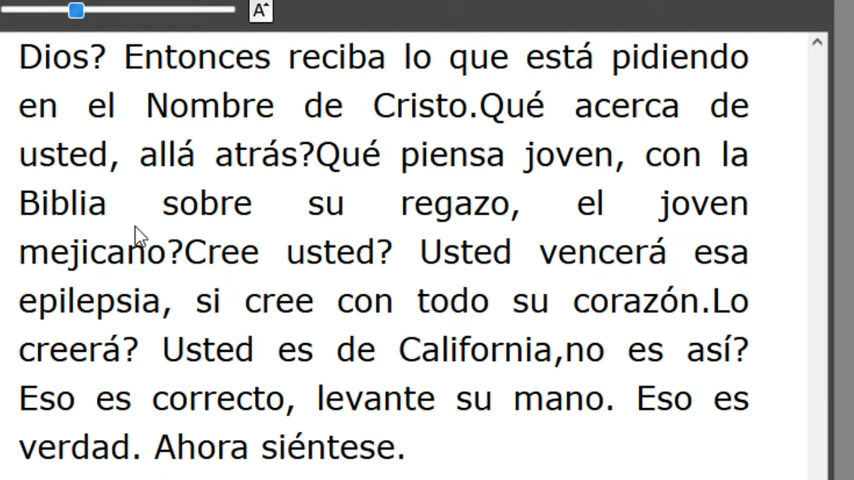 A
Dios? Entonces reciba lo que está pidiendo
en el Nombre de Cristo.Qué acerca de
usted, allá atrás?Qué piensa joven, con la
Biblia sobre su regazo, el joven
mejicano?Cree usted? Usted vencerá esa
epilepsia, si cree con todo su corazón.Lo
creerá? Usted es de California,no es así?
Eso es correcto, levante su mano. Eso es
verdad. Ahora siéntese.